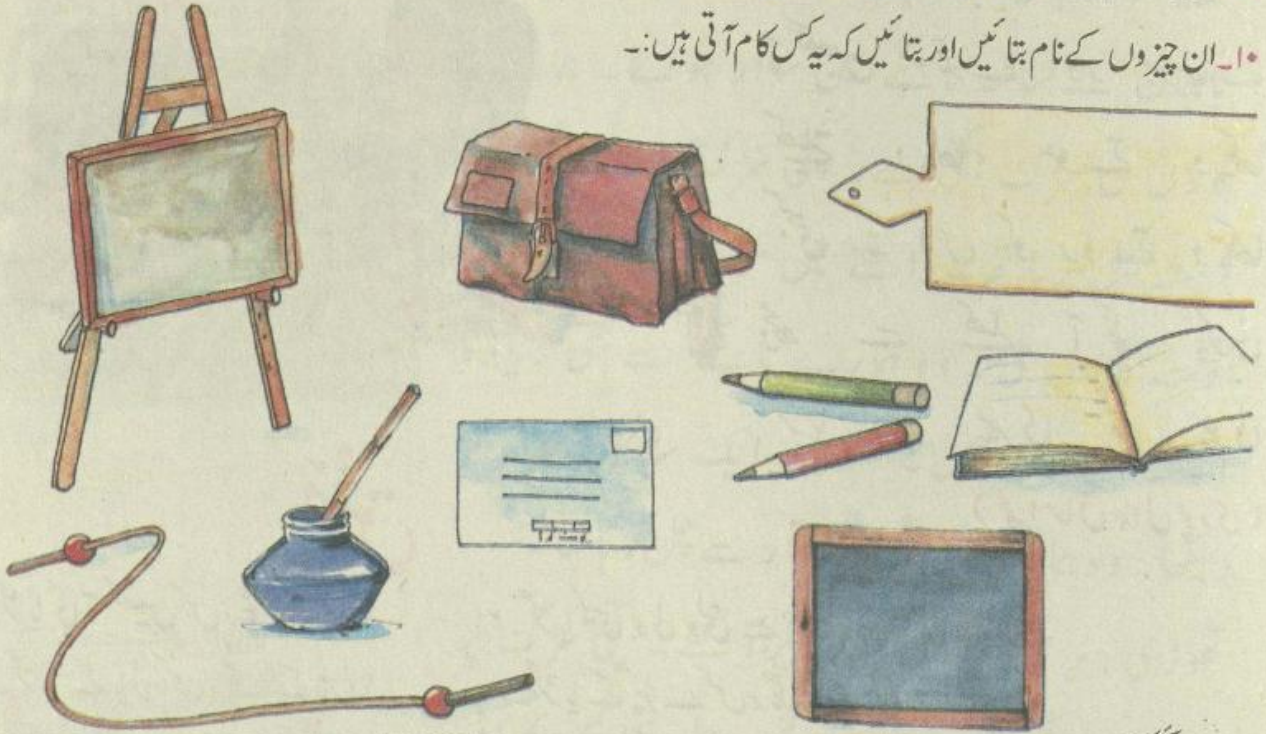 ۱۰۔ ان چیزوں کے نام بتائیں اور بتائیں کہ یہ کس کام آتی ہیں:۔